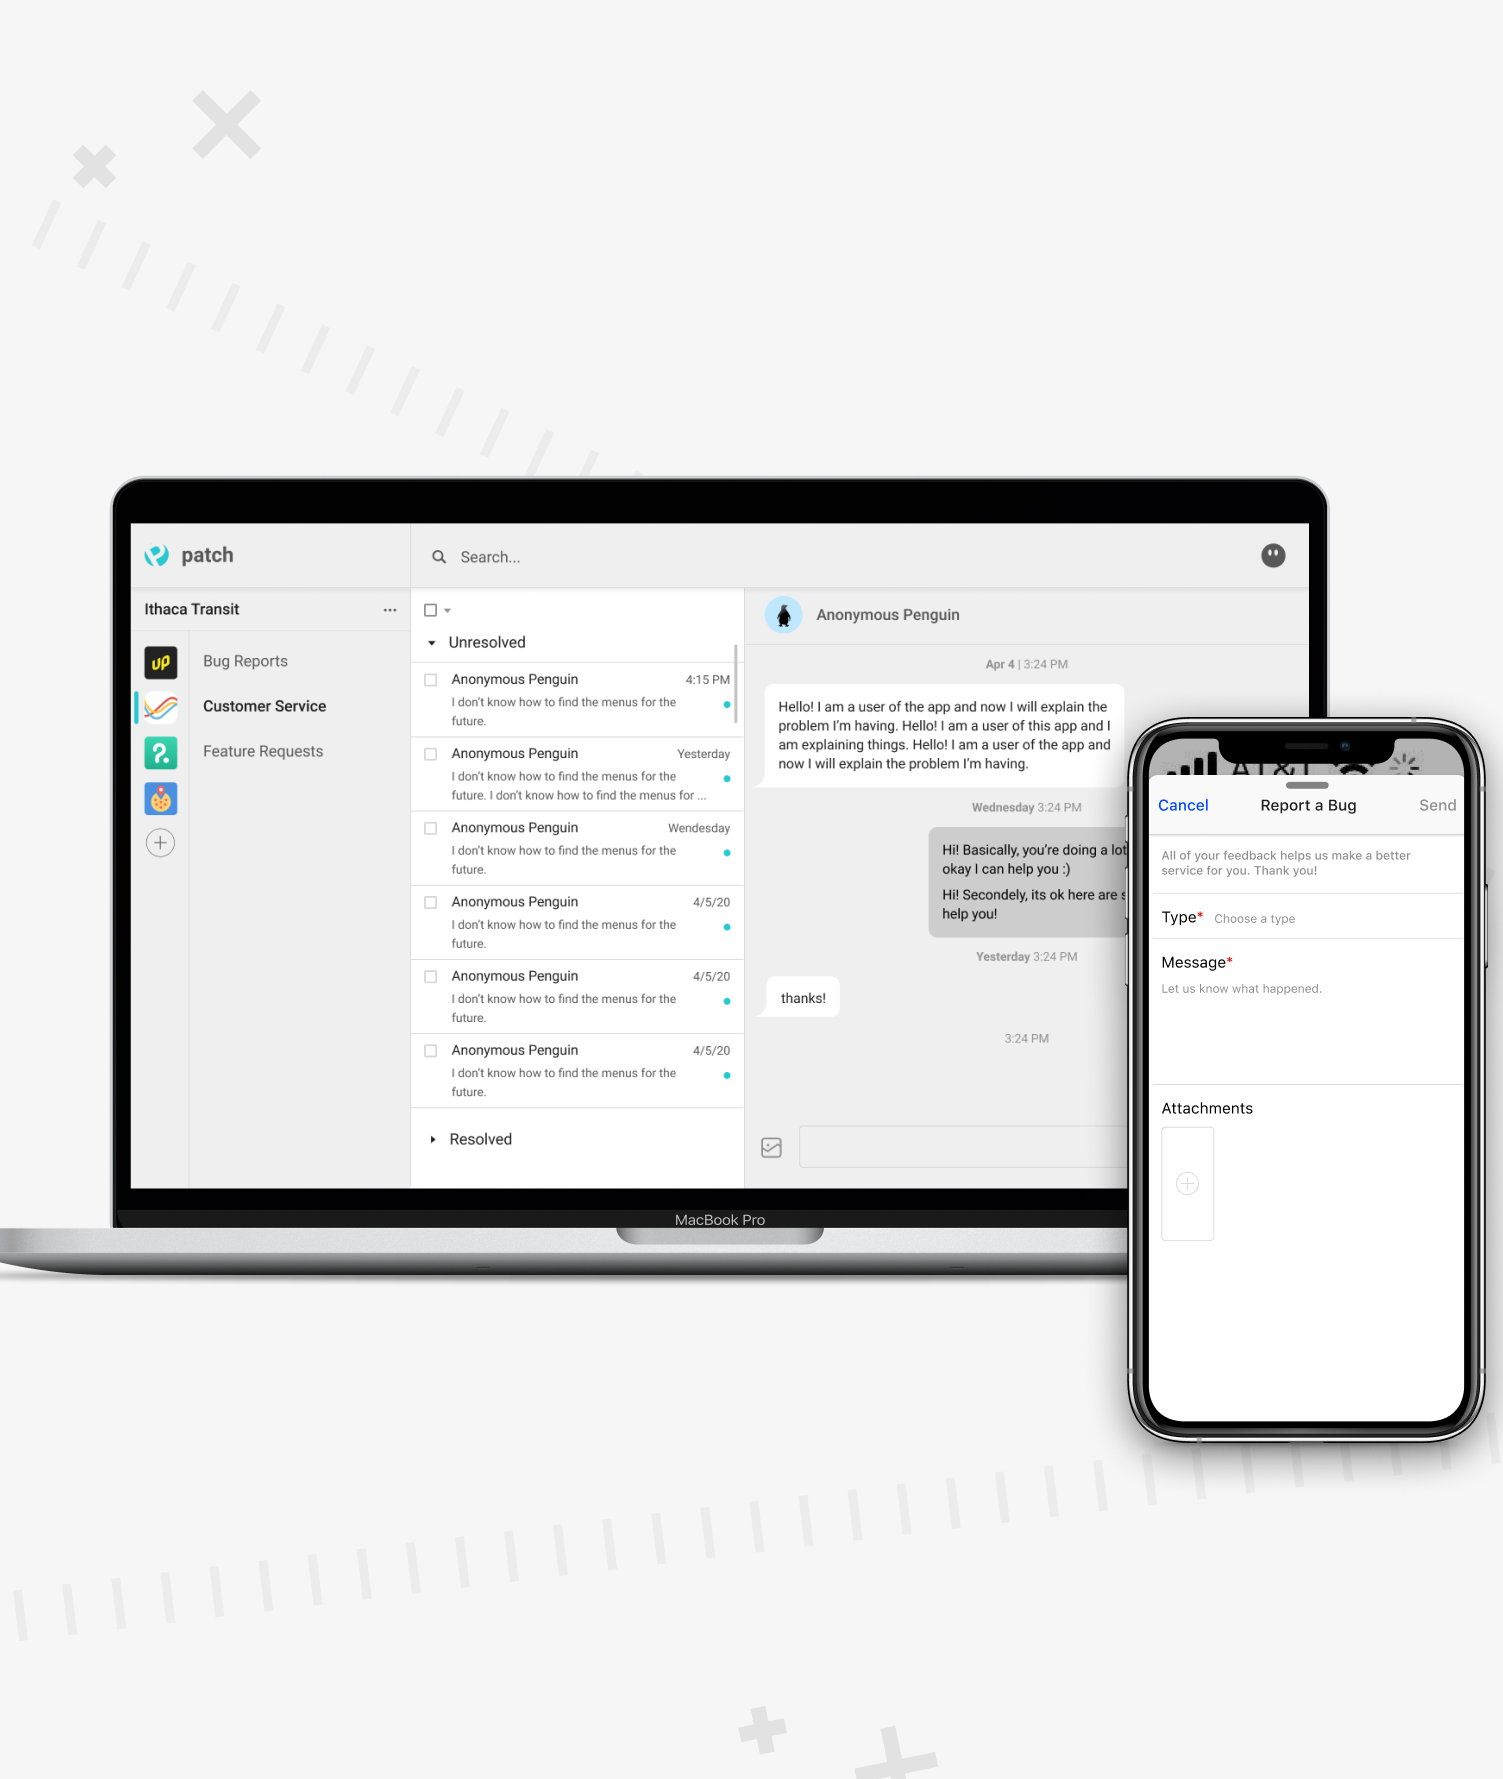 patch
Search...
Ithaca Transit
UP
Bug Reports
Customer Service
Feature Requests
Unresolved
Anonymous Penguin 4:15 PM
I don't know how to find the menus for the
future.
Anonymous Penguin Yesterday
I don't know how to find the menus for the
future. I don't know how to find the menus for ...
Anonymous Penguin Wendesday
I don't know how to find the menus for the
future.
Anonymous Penguin 4/5/20
I don't know how to find the menus for the
future.
Anonymous Penguin 4/5/20
I don't know how to find the menus for the
future.
Anonymous Penguin 4/5/20
I don't know how to find the menus for the
future.
Resolved
Anonymous Penguin
Apr 4 | 3:24 PM
Hello! I am a user of the app and now I will explain the
problem I'm having. Hello! I am a user of this app and I
am explaining things. Hello! I am a user of the app and
now I will explain the problem I'm having.
Wednesday 3:24 PM
Hi! Basically, you're doing a lot
okay I can help you :)
Hi! Secondely, its ok here are
help you!
Yesterday 3:24 PM
thanks!
3:24 PM
MacBook Pro
AT&T
Cancel Report a Bug Send
All of your feedback helps us make a better
service for you. Thank you!
Type* Choose a type
Message*
Let us know what happened.
Attachments